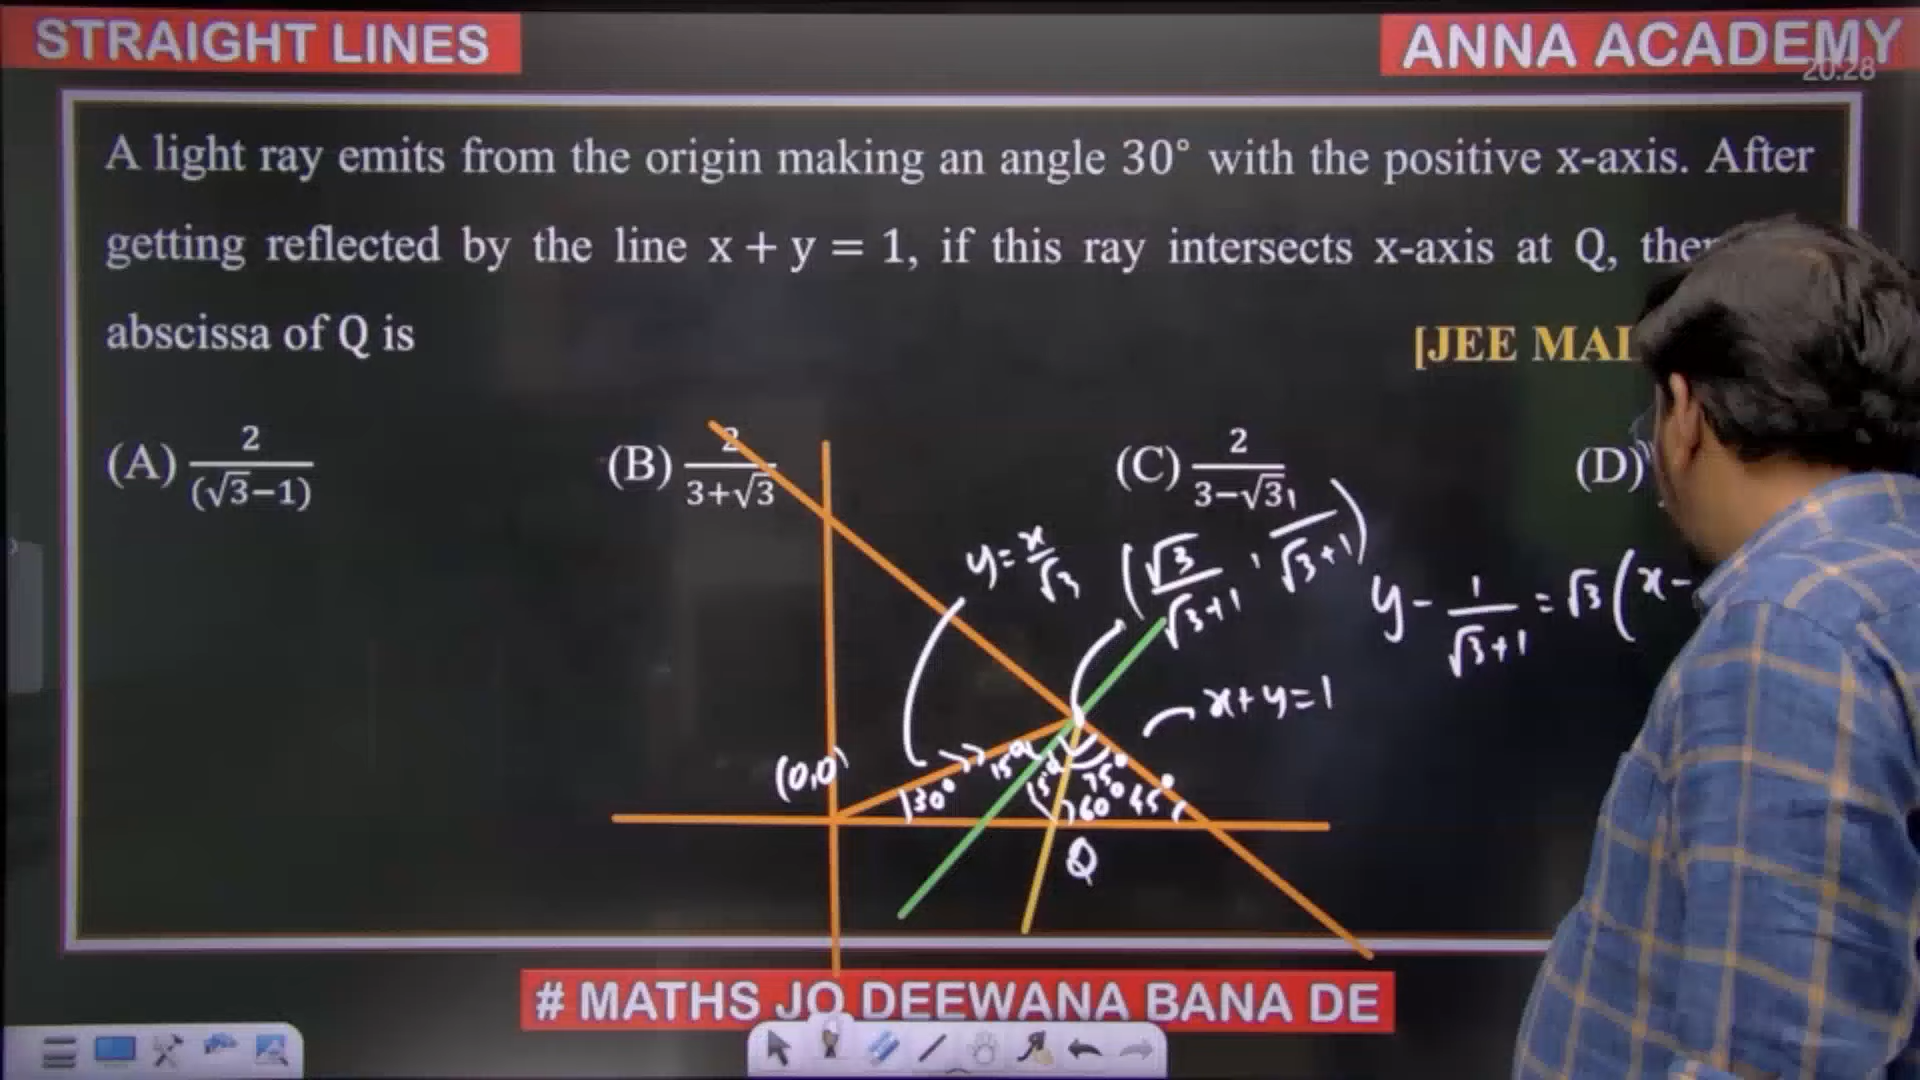 STRAIGHT LINES
ANNA ACADEMY
20:28
A light ray emits from the origin making an angle 30° with the positive x-axis. After
getting reflected by the line x + y = 1, if this ray intersects x-axis at Q, then
abscissa of Q is
[JEE MAI
(A) 2/(√3−1)
(B) 2/3+√3
(C) 2/3−√3
(D)
y = x/√3
(√3/√3+1 , 1/√3+1)
y - 1/√3+1 = √3 (x -
x + y = 1
(0,0)
30°
15°
15°
75°
60°
45°
Q
# MATHS JO DEEWANA BANA DE